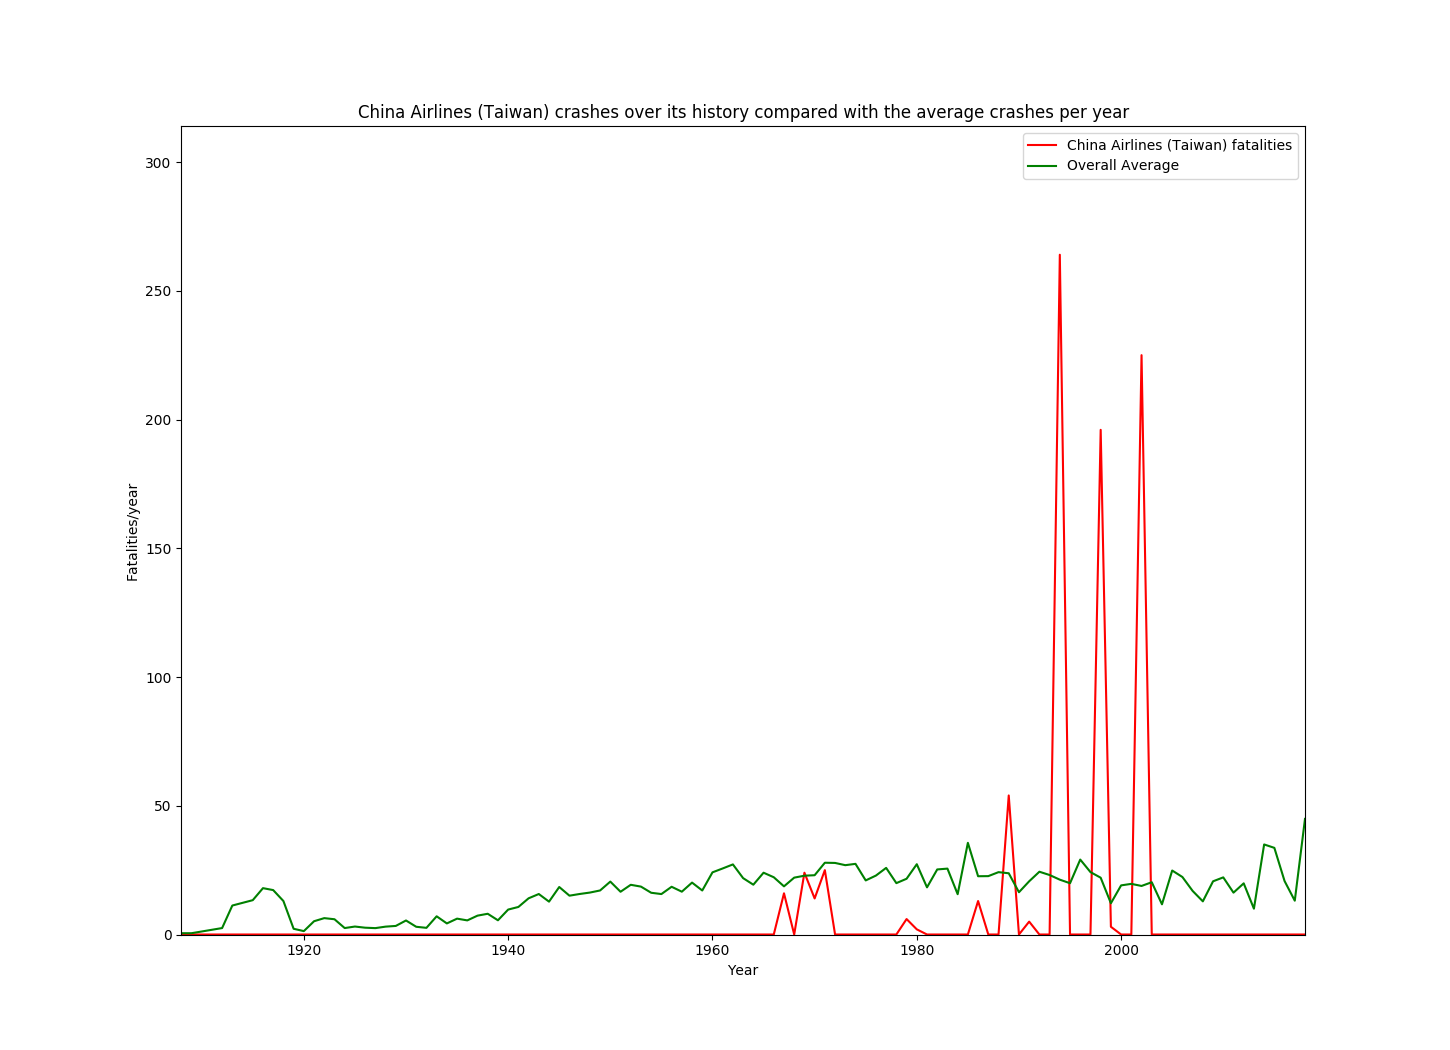 China Airlines (Taiwan) crashes over its history compared with the average crashes per year
China Airlines (Taiwan) fatalities
Overall Average
300
250
200
150
100
50
0
Fatalities/year
1920
1940
1960
1980
2000
Year